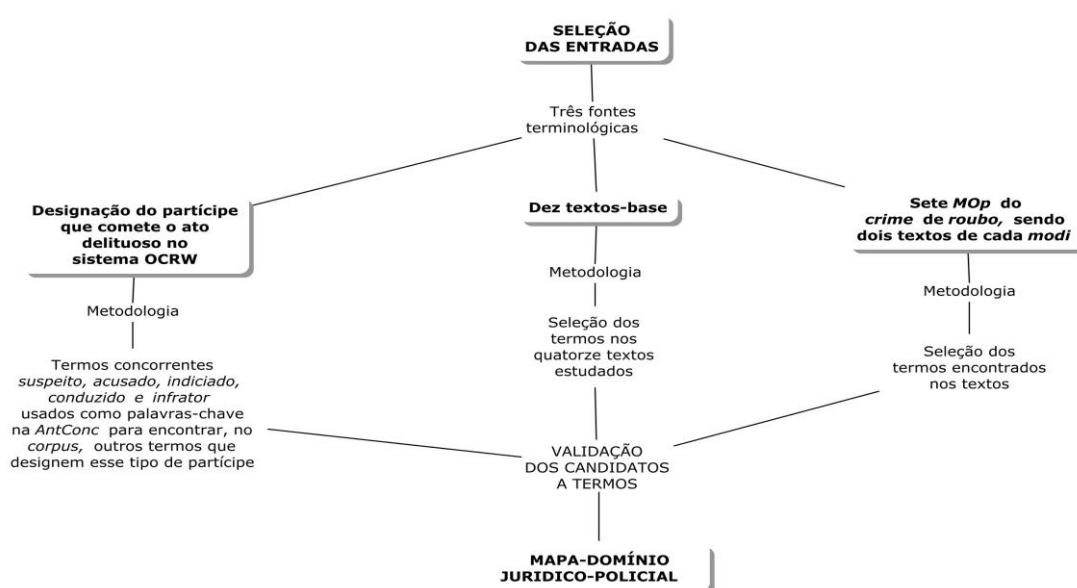 SELEÇÃO
DAS ENTRADAS
Três fontes
terminológicas
Designação do partícipe
que comete o ato
delituoso no
sistema OCRW
Metodologia
Termos concorrentes
suspeito, acusado, indiciado,
conduzido e infrator
usados como palavras-chave
na AntConc para encontrar, no
corpus, outros termos que
designem esse tipo de partícipe
Dez textos-base
Metodologia
Seleção dos
termos nos
quatorze textos
estudados
Sete MOp do
crime de roubo, sendo
dois textos de cada modi
Metodologia
Seleção dos
termos encontrados
nos textos
VALIDAÇÃO
DOS CANDIDATOS
A TERMOS
MAPA-DOMÍNIO
JURIDICO-POLICIAL